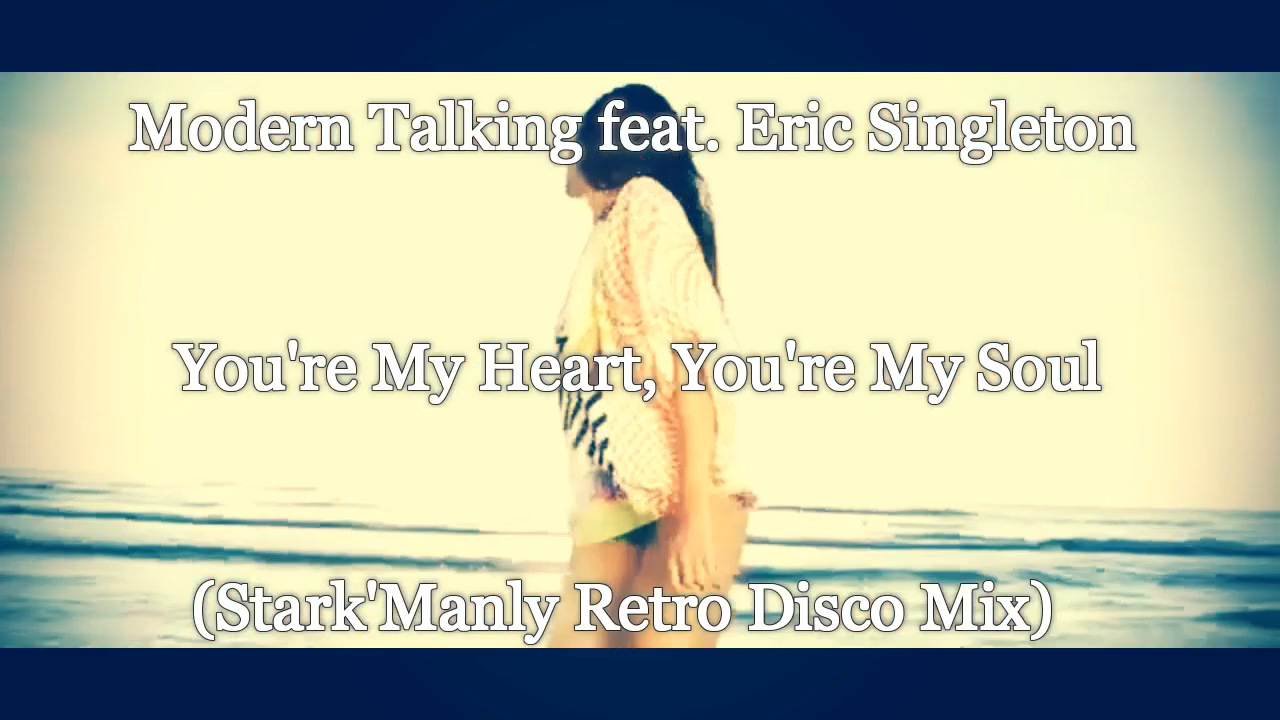 Modern Talking feat. Eric Singleton
You're My Heart, You're My Soul
(Stark'Manly Retro Disco Mix)